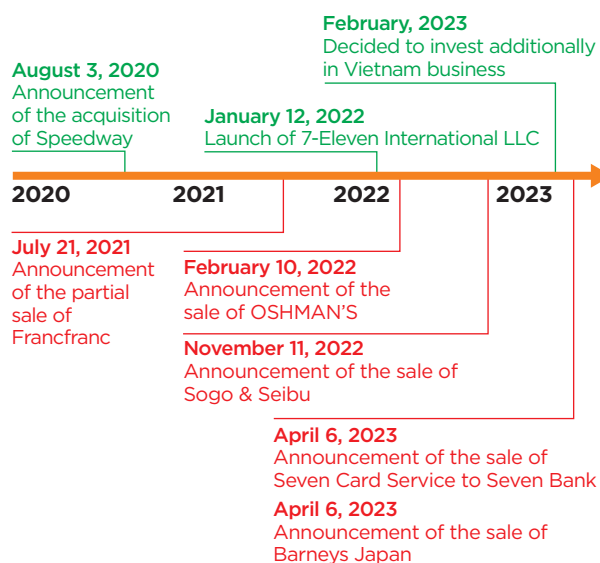 February, 2023
Decided to invest additionally
in Vietnam business
August 3, 2020
Announcement
of the acquisition
of Speedway
January 12, 2022
Launch of 7-Eleven International LLC
2020
2021
2022
2023
July 21, 2021
Announcement
of the partial
sale of
Francfranc
February 10, 2022
Announcement of the
sale of OSHMAN'S
November 11, 2022
Announcement of the sale of
Sogo & Seibu
April 6, 2023
Announcement of the sale of
Seven Card Service to Seven Bank
April 6, 2023
Announcement of the sale of
Barneys Japan